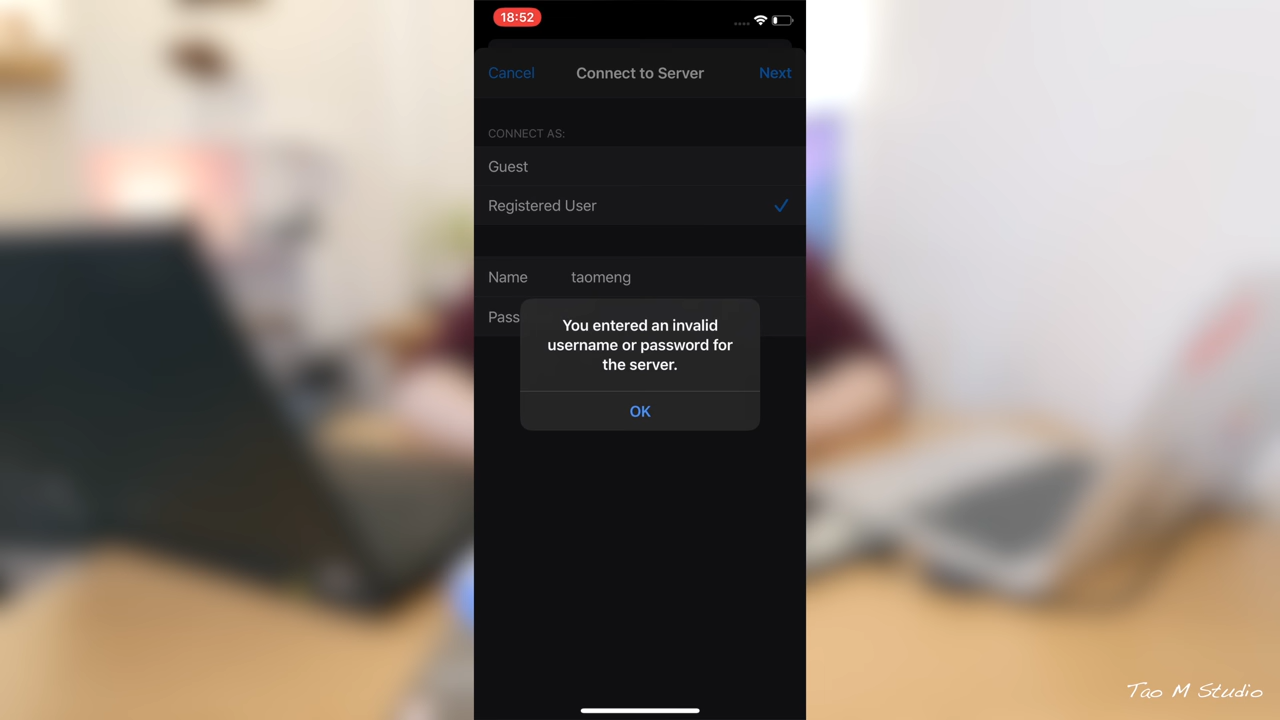 18:52
Cancel Connect to Server Next
CONNECT AS:
Guest
Registered User
Name taomeng
Pass
You entered an invalid
username or password for
the server.
OK
Tao M Studio